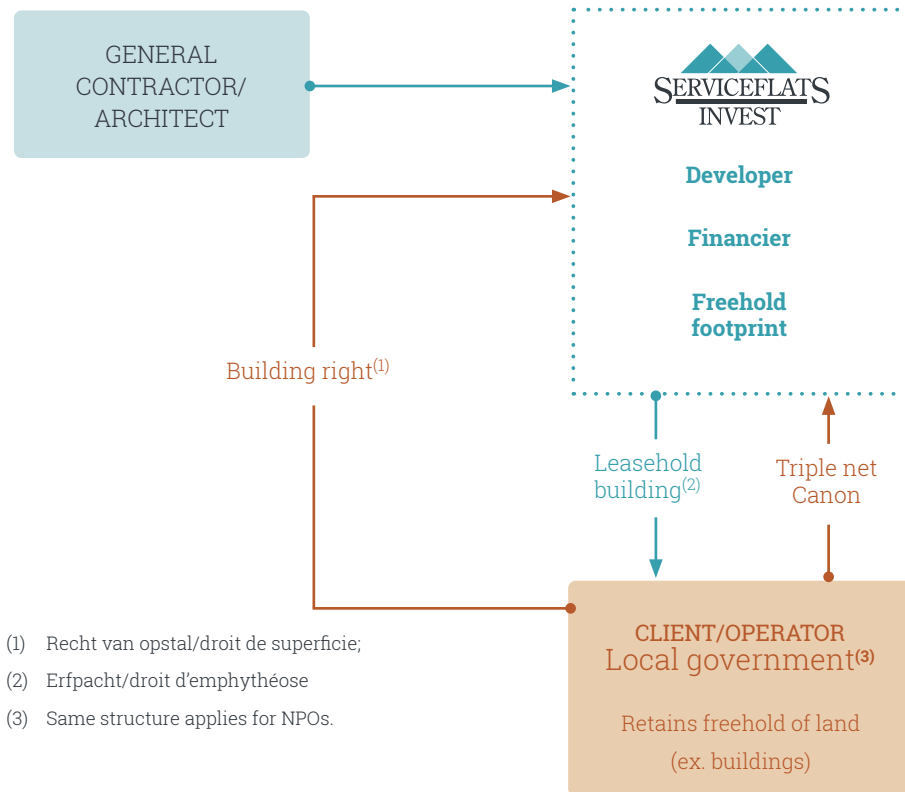 GENERAL
CONTRACTOR/
ARCHITECT
SERVICEFLATS
INVEST
Developer
Financier
Freehold
footprint
Building right(1)
Leasehold
building(2)
Triple net
Canon
CLIENT/OPERATOR
Local government(3)
Retains freehold of land
(ex. buildings)
(1) Recht van opstal/droit de superficie;
(2) Erfpacht/droit d'emphythéose
(3) Same structure applies for NPOs.